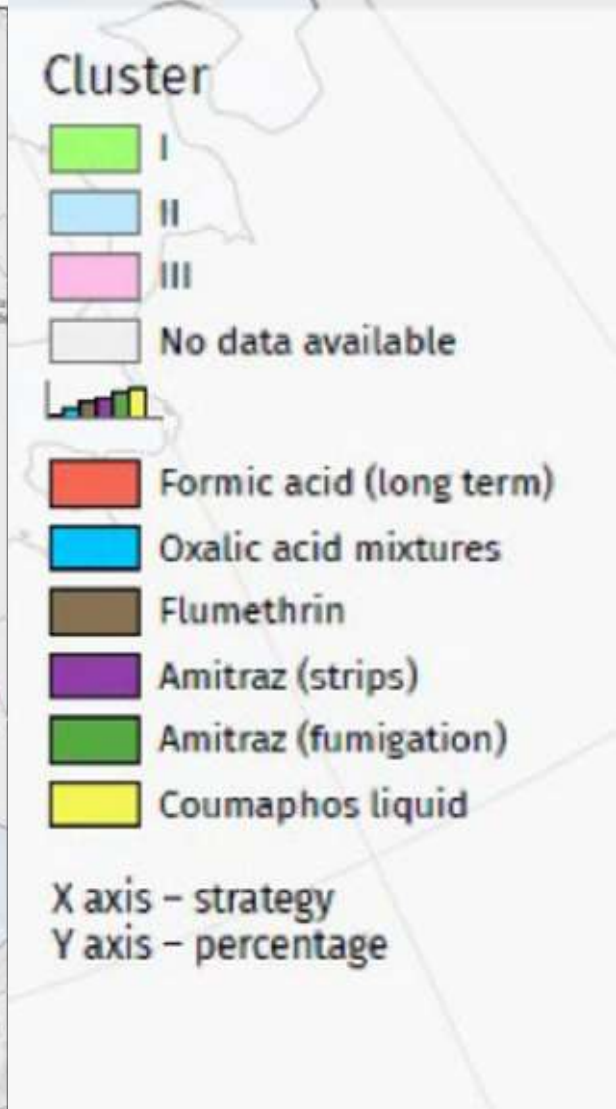 Cluster
I
II
III
No data available
Formic acid (long term)
Oxalic acid mixtures
Flumethrin
Amitraz (strips)
Amitraz (fumigation)
Coumaphos liquid
X axis – strategy
Y axis – percentage